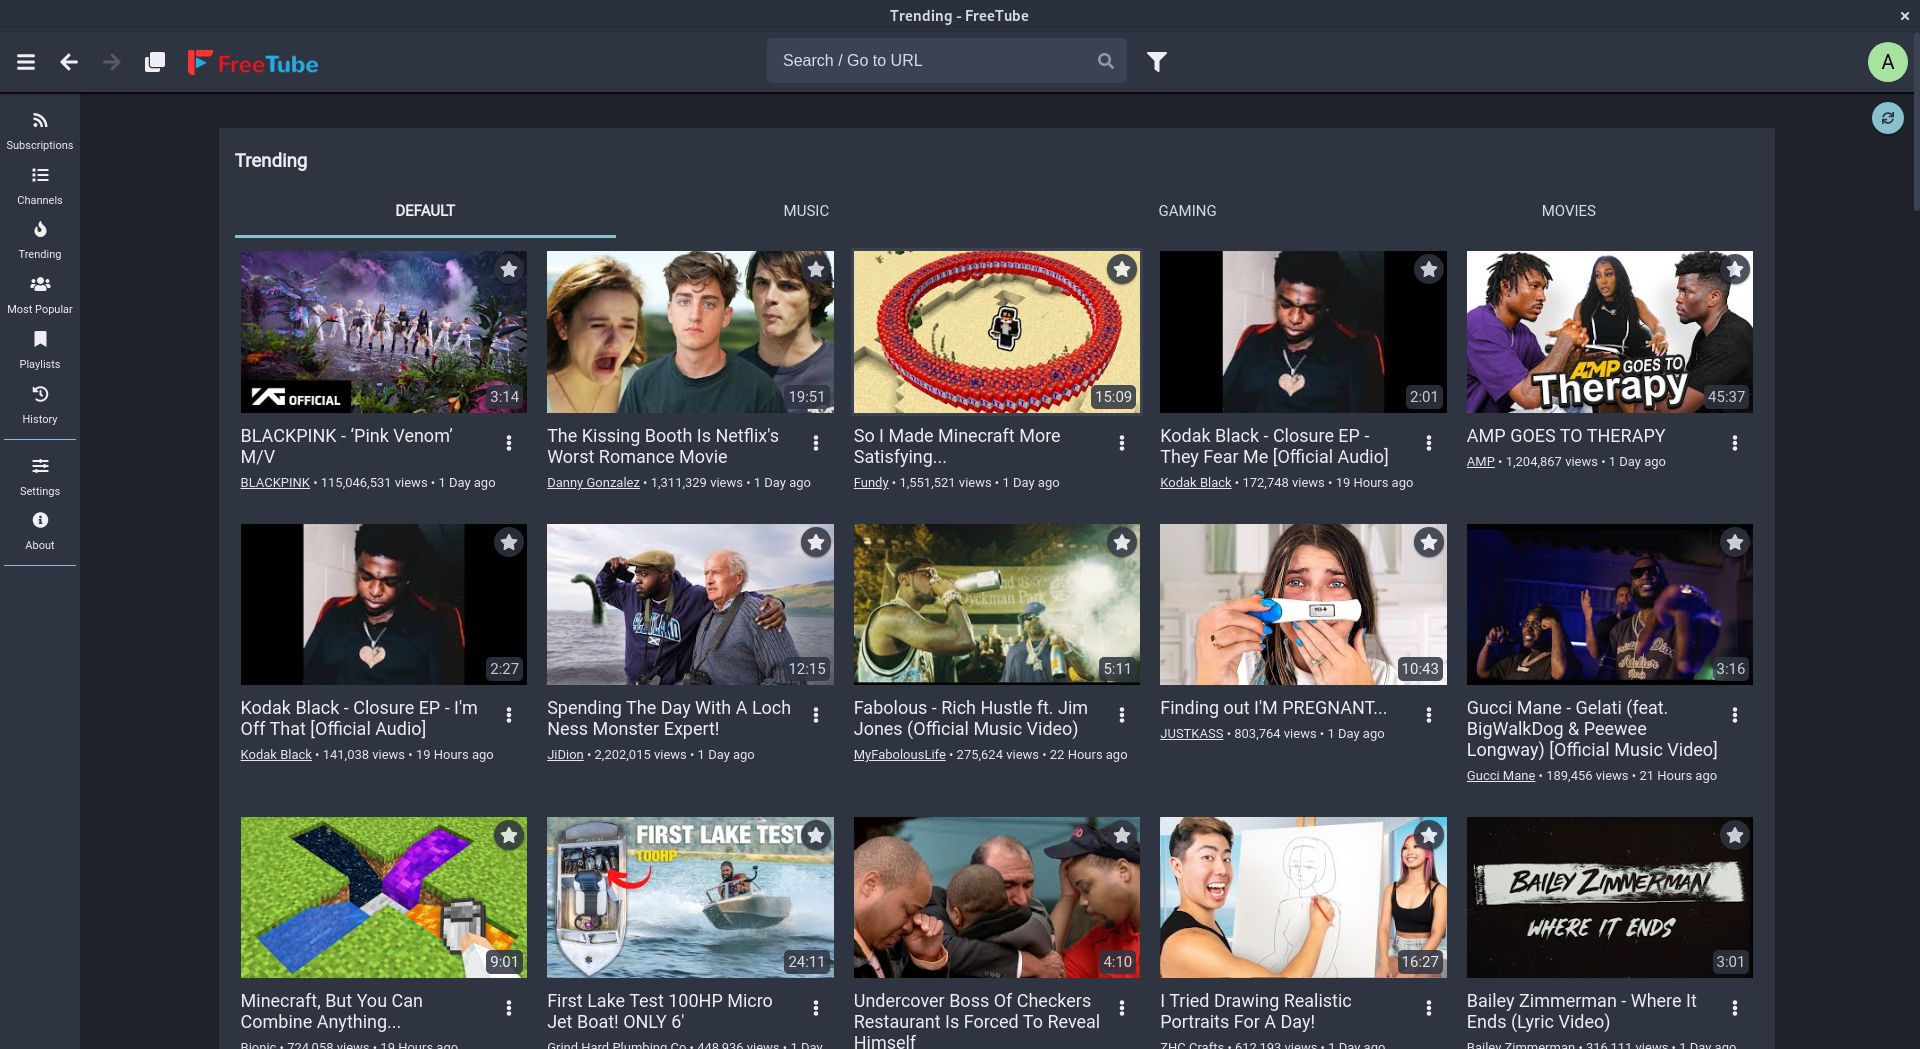 Trending - FreeTube
FreeTube
Search / Go to URL
A
Subscriptions
Channels
Trending
Most Popular
Playlists
History
Settings
About
Trending
DEFAULT
MUSIC
GAMING
MOVIES
YG OFFICIAL
3:14
19:51
15:09
2:01
AMP GOES TO
Therapy
45:37
BLACKPINK - ‘Pink Venom’
M/V
BLACKPINK • 115,046,531 views • 1 Day ago
The Kissing Booth Is Netflix's
Worst Romance Movie
Danny Gonzalez • 1,311,329 views • 1 Day ago
So I Made Minecraft More
Satisfying...
Fundy • 1,551,521 views • 1 Day ago
Kodak Black - Closure EP -
They Fear Me [Official Audio]
Kodak Black • 172,748 views • 19 Hours ago
AMP GOES TO THERAPY
AMP • 1,204,867 views • 1 Day ago
2:27
12:15
Dyckman Park
5:11
10:43
3:16
Kodak Black - Closure EP - I'm
Off That [Official Audio]
Kodak Black • 141,038 views • 19 Hours ago
Spending The Day With A Loch
Ness Monster Expert!
JiDion • 2,202,015 views • 1 Day ago
Fabolous - Rich Hustle ft. Jim
Jones (Official Music Video)
MyFabolousLife • 275,624 views • 22 Hours ago
Finding out I'M PREGNANT...
JUSTKASS • 803,764 views • 1 Day ago
Gucci Mane - Gelati (feat.
BigWalkDog & Peewee
Longway) [Official Music Video]
Gucci Mane • 189,456 views • 21 Hours ago
9:01
FIRST LAKE TEST
100HP
24:11
4:10
16:27
BAILEY ZIMMERMAN
WHERE IT ENDS
3:01
Minecraft, But You Can
Combine Anything...
Bionic • 724,058 views • 19 Hours ago
First Lake Test 100HP Micro
Jet Boat! ONLY 6'
Grind Hard Plumbing Co • 448,936 views • 1 Day
Undercover Boss Of Checkers
Restaurant Is Forced To Reveal
Himself
I Tried Drawing Realistic
Portraits For A Day!
ZHC Crafts • 612,193 views • 1 Day ago
Bailey Zimmerman - Where It
Ends (Lyric Video)
Bailey Zimmerman • 316,111 views • 1 Day ago